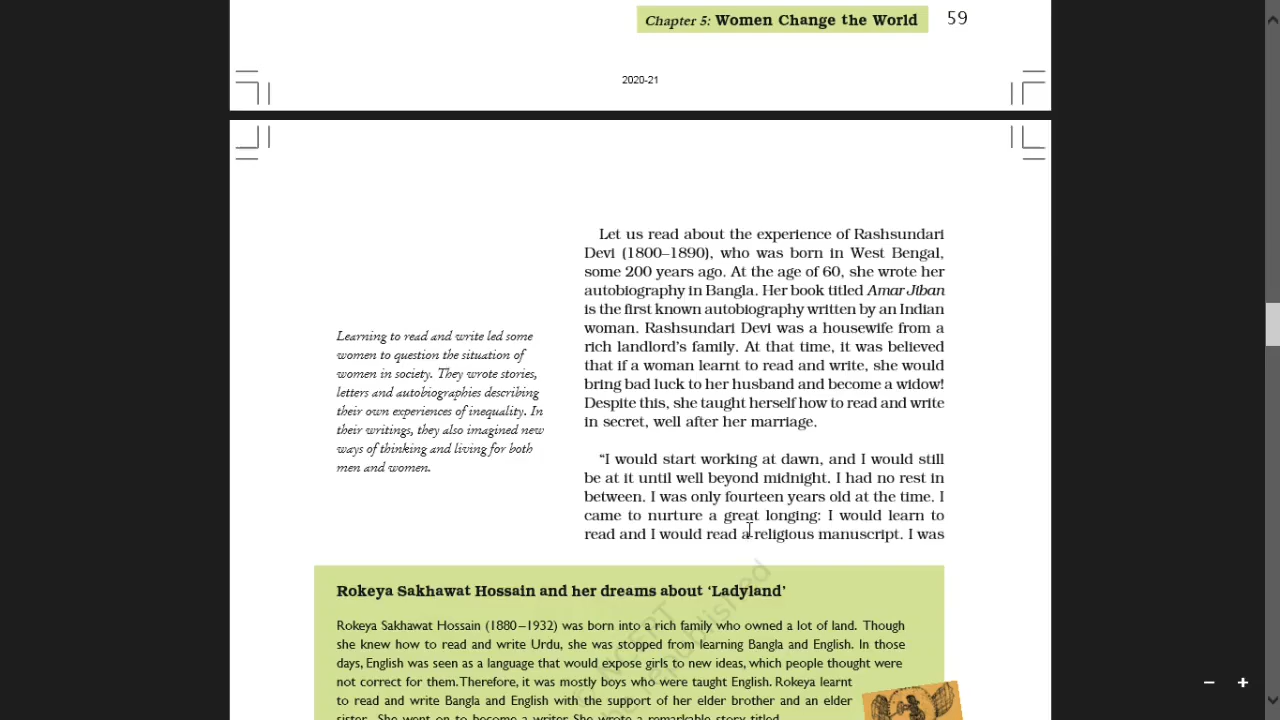 Chapter 5: Women Change the World 59
2020-21
Let us read about the experience of Rashsundari
Devi (1800–1890), who was born in West Bengal,
some 200 years ago. At the age of 60, she wrote her
autobiography in Bangla. Her book titled Amar Jiban
is the first known autobiography written by an Indian
woman. Rashsundari Devi was a housewife from a
rich landlord's family. At that time, it was believed
that if a woman learnt to read and write, she would
bring bad luck to her husband and become a widow!
Despite this, she taught herself how to read and write
in secret, well after her marriage.
Learning to read and write led some
women to question the situation of
women in society. They wrote stories,
letters and autobiographies describing
their own experiences of inequality. In
their writings, they also imagined new
ways of thinking and living for both
men and women.
“I would start working at dawn, and I would still
be at it until well beyond midnight. I had no rest in
between. I was only fourteen years old at the time. I
came to nurture a great longing: I would learn to
read and I would read a religious manuscript. I was
Rokeya Sakhawat Hossain and her dreams about ‘Ladyland’
Rokeya Sakhawat Hossain (1880–1932) was born into a rich family who owned a lot of land. Though
she knew how to read and write Urdu, she was stopped from learning Bangla and English. In those
days, English was seen as a language that would expose girls to new ideas, which people thought were
not correct for them. Therefore, it was mostly boys who were taught English. Rokeya learnt
to read and write Bangla and English with the support of her elder brother and an elder
sister. She went on to become a writer. She wrote a remarkable story titled